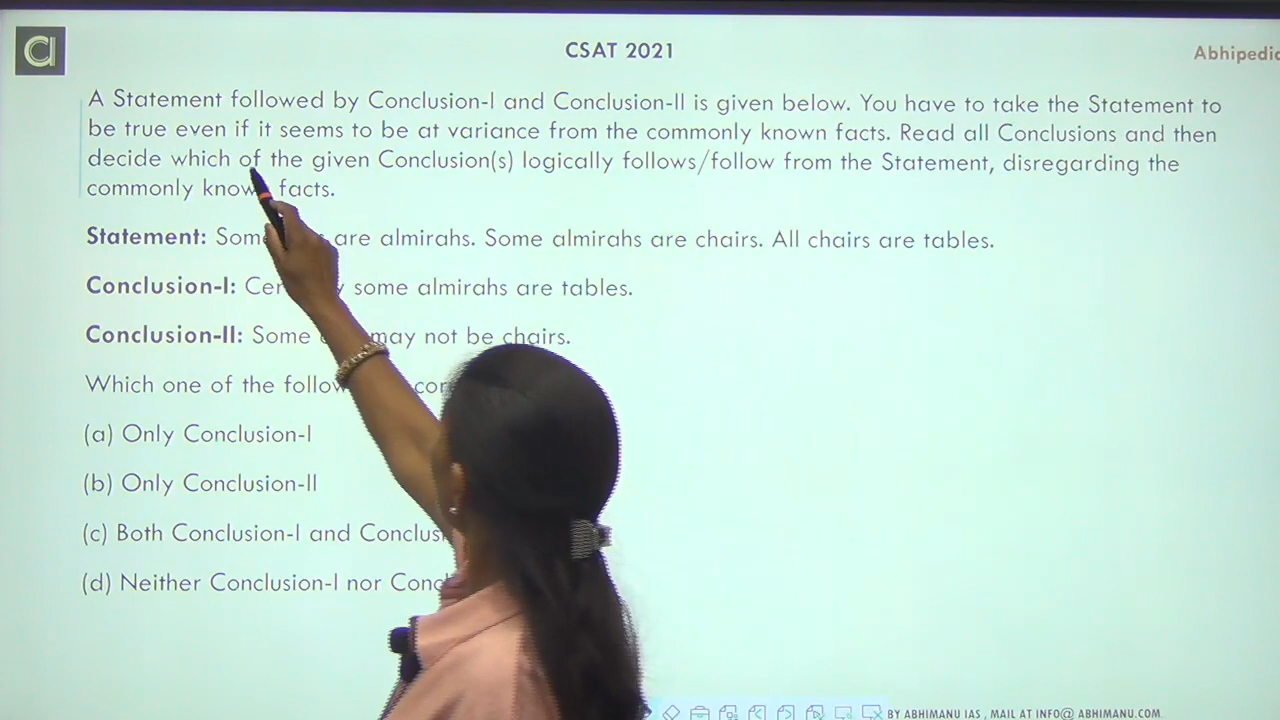 CSAT 2021
Abhipedia
A Statement followed by Conclusion-I and Conclusion-II is given below. You have to take the Statement to
be true even if it seems to be at variance from the commonly known facts. Read all Conclusions and then
decide which of the given Conclusion(s) logically follows/follow from the Statement, disregarding the
commonly known facts.
Statement: Some are almirahs. Some almirahs are chairs. All chairs are tables.
Conclusion-I: some almirahs are tables.
Conclusion-II: Some may not be chairs.
Which one of the
(a) Only Conclusion-I
(b) Only Conclusion-II
(c) Both Conclusion-I and
(d) Neither Conclusion-I nor
BY ABHIMANU IAS , MAIL AT INFO@ ABHIMANU.COM